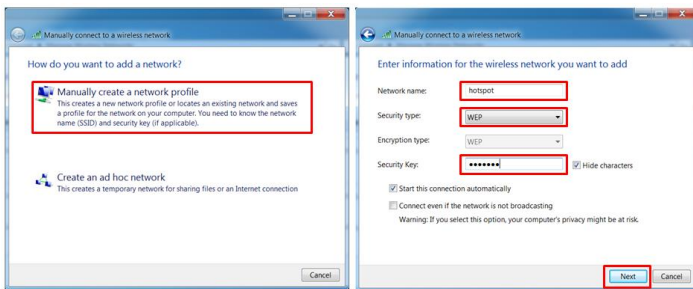 Manually connect to a wireless network
How do you want to add a network?
Manually create a network profile
This creates a new network profile or locates an existing network and saves
a profile for the network on your computer. You need to know the network
name (SSID) and security key (if applicable).
Create an ad hoc network
This creates a temporary network for sharing files or an Internet connection
Cancel
Manually connect to a wireless network
Enter information for the wireless network you want to add
Network name: hotspot
Security type: WEP
Encryption type: WEP
Security Key: ••••••• Hide characters
Start this connection automatically
Connect even if the network is not broadcasting
Warning: If you select this option, your computer's privacy might be at risk.
Next Cancel